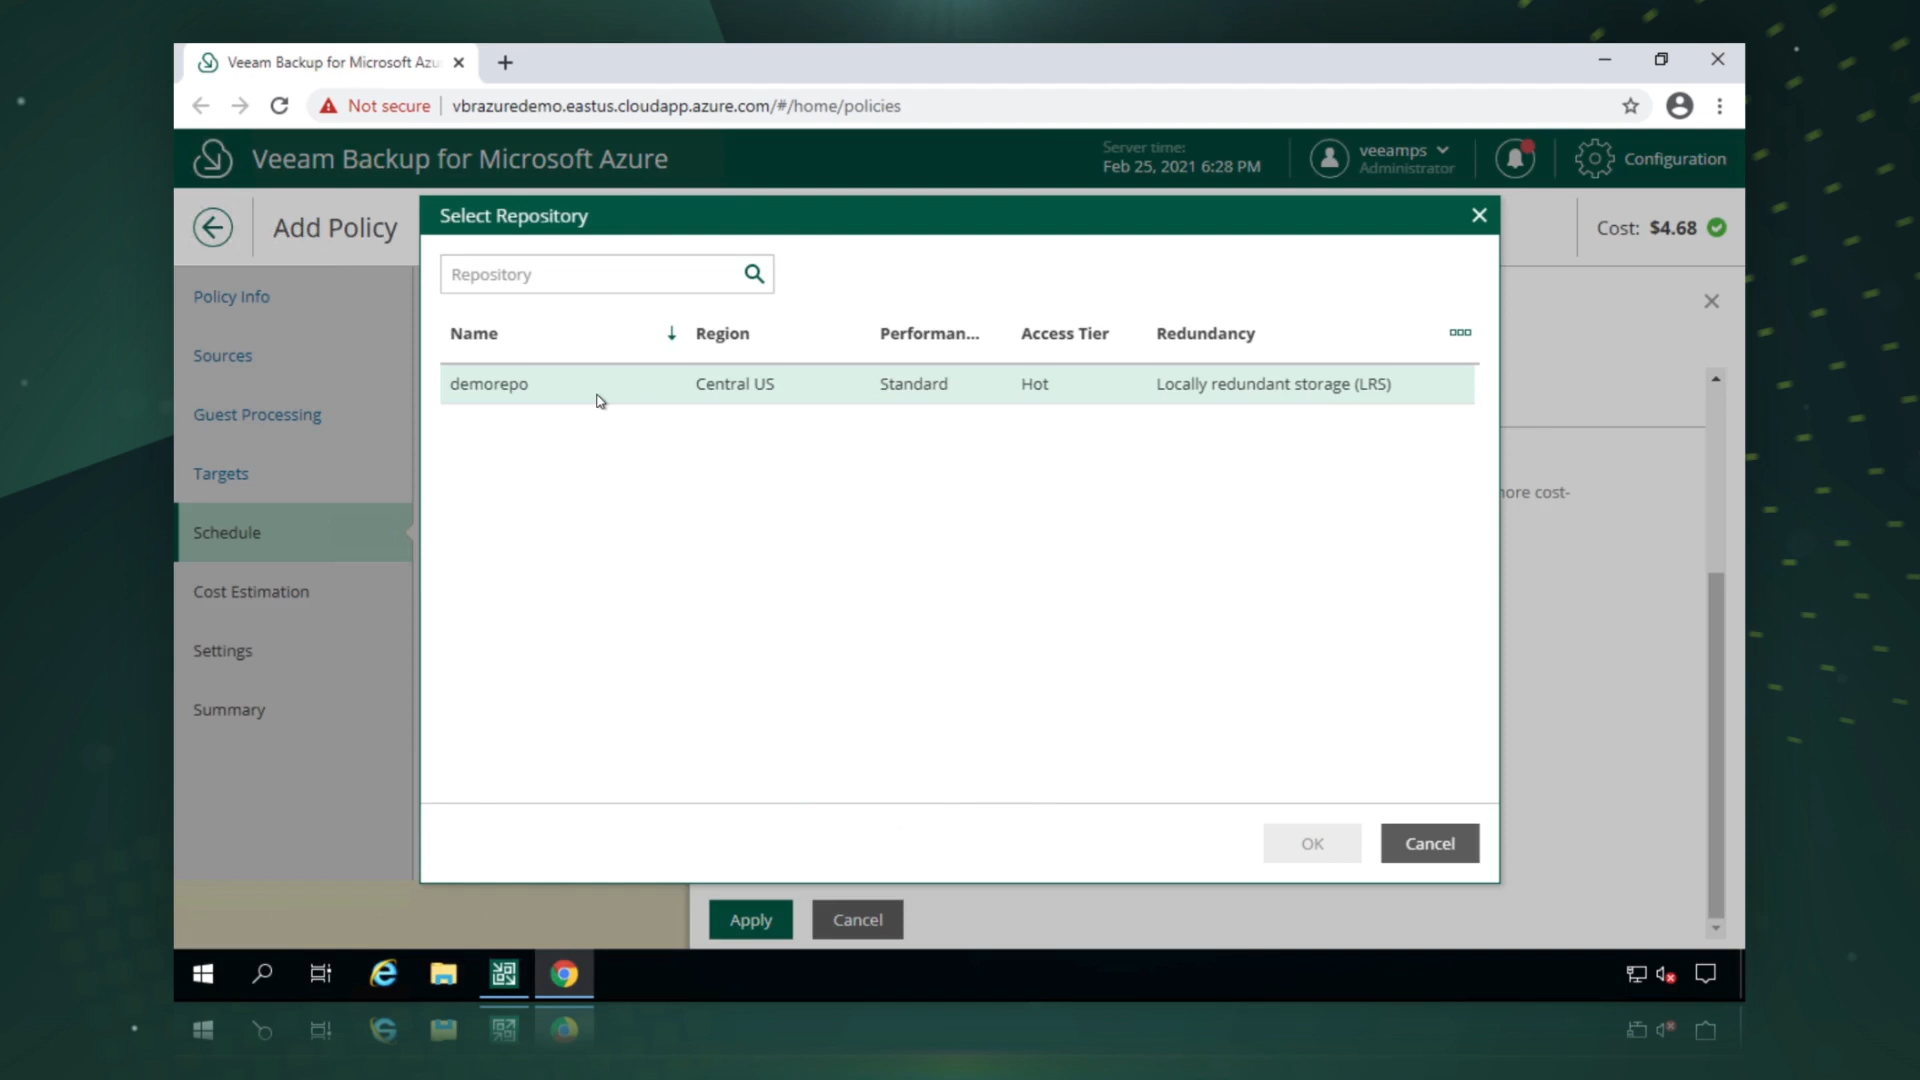 Veeam Backup for Microsoft Azu
Not secure
vbrazuredemo.eastus.cloudapp.azure.com/#/home/policies
Veeam Backup for Microsoft Azure
Server time:
Feb 25, 2021 6:28 PM
veeamps
Administrator
Configuration
Add Policy
Cost: $4.68
Select Repository
Repository
Name Region Performan... Access Tier Redundancy
demorepo Central US Standard Hot Locally redundant storage (LRS)
Policy Info
Sources
Guest Processing
Targets
Schedule
Cost Estimation
Settings
Summary
cost-
OK Cancel
Apply Cancel